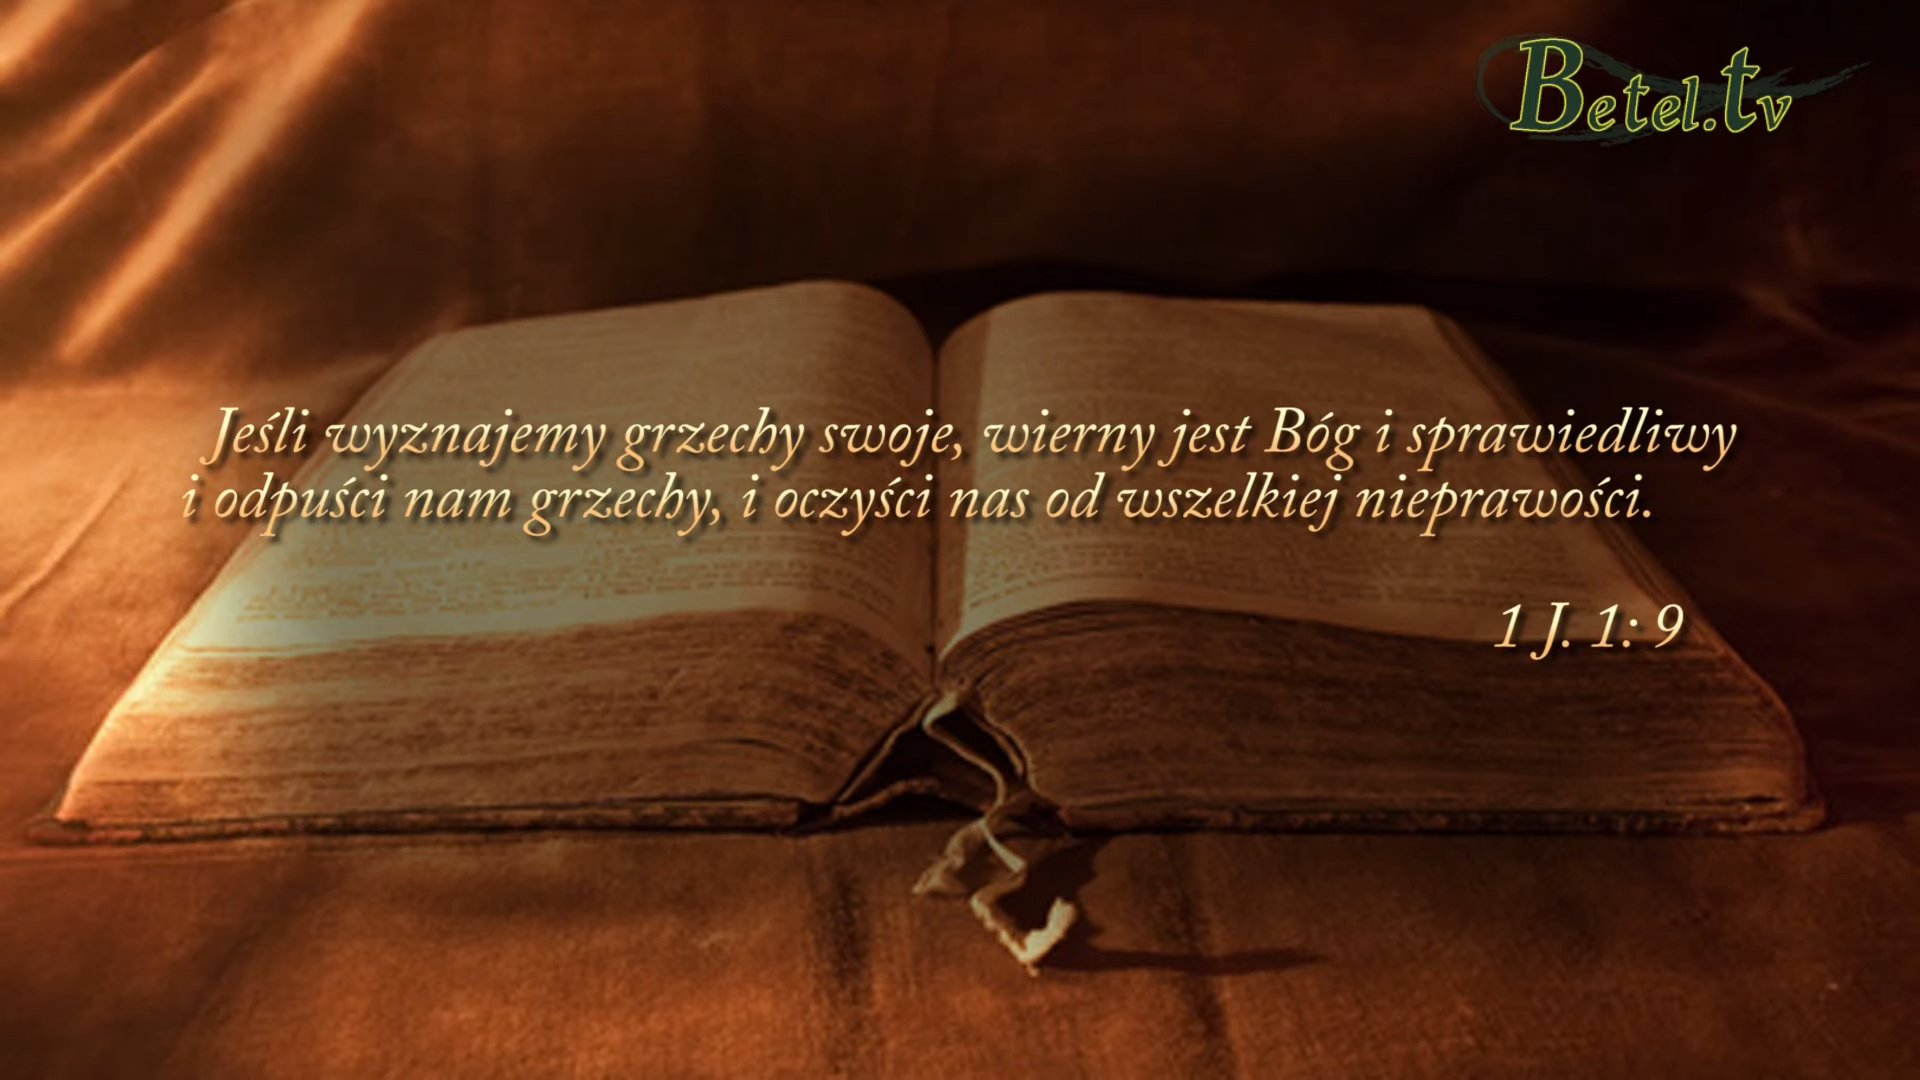 Betel.tv
Jeśli wyznajemy grzechy swoje, wierny jest Bóg i sprawiedliwy
i odpuści nam grzechy, i oczyści nas od wszelkiej nieprawości.
1 J. 1: 9